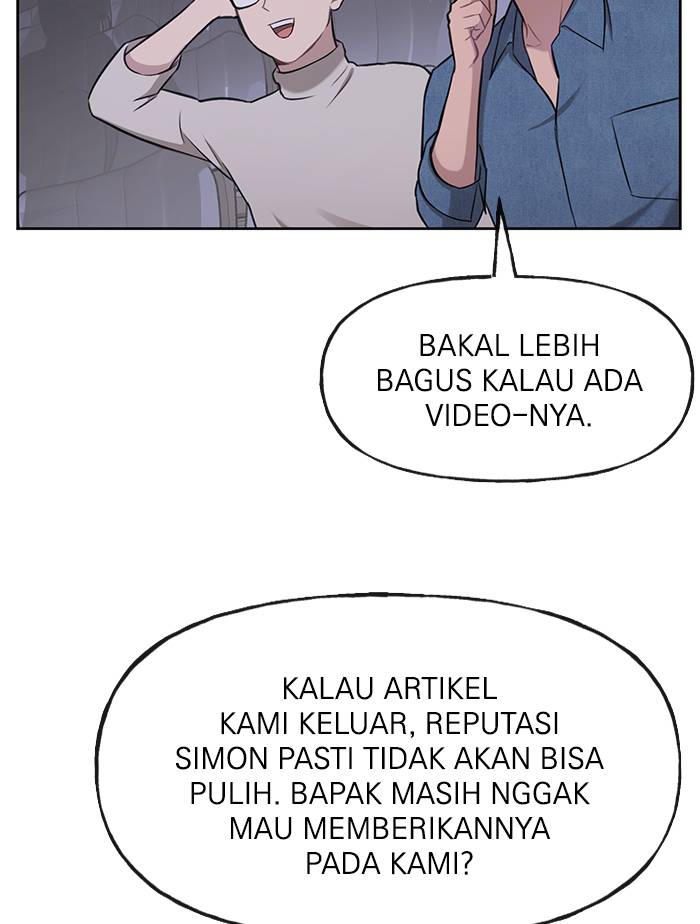 BAKAL LEBIH
BAGUS KALAU ADA
VIDEO-NYA.
KALAU ARTIKEL
KAMI KELUAR, REPUTASI
SIMON PASTI TIDAK AKAN BISA
PULIH. BAPAK MASIH NGGAK
MAU MEMBERIKANNYA
PADA KAMI?